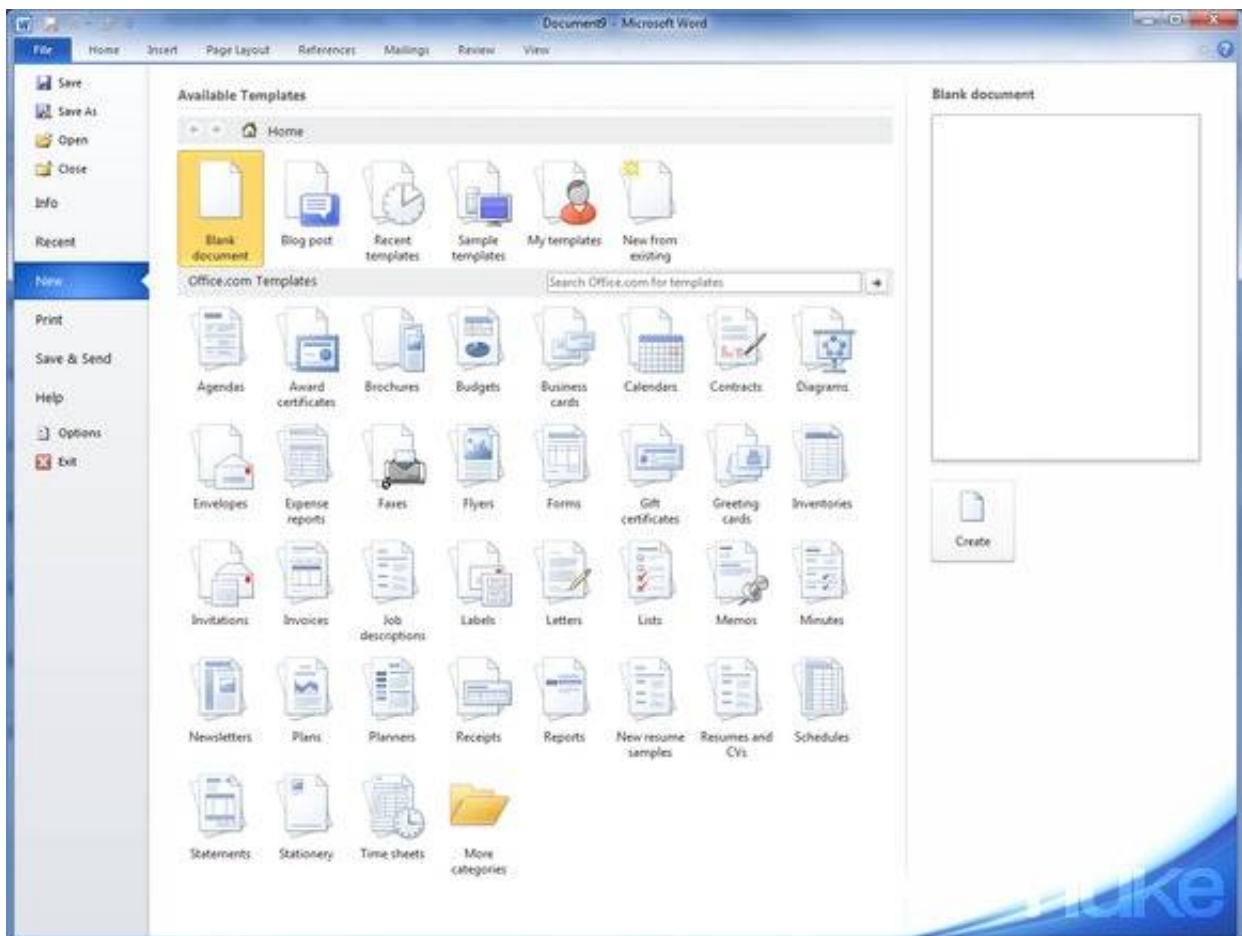 Document9 - Microsoft Word
File Home Insert Page Layout References Mailings Review View
Save
Save As
Open
Close
Info
Recent
New
Print
Save & Send
Help
Options
Exit
Available Templates
Home
Blank document
Blog post
Recent templates
Sample templates
My templates
New from existing
Office.com Templates
Search Office.com for templates
Agendas
Award certificates
Brochures
Budgets
Business cards
Calendars
Contracts
Diagrams
Envelopes
Expense reports
Faxes
Flyers
Forms
Gift certificates
Greeting cards
Inventories
Invitations
Invoices
Job descriptions
Labels
Letters
Lists
Memos
Minutes
Newsletters
Plans
Planners
Receipts
Reports
New resume samples
Resumes and CVs
Schedules
Statements
Stationery
Time sheets
More categories
Blank document
Create